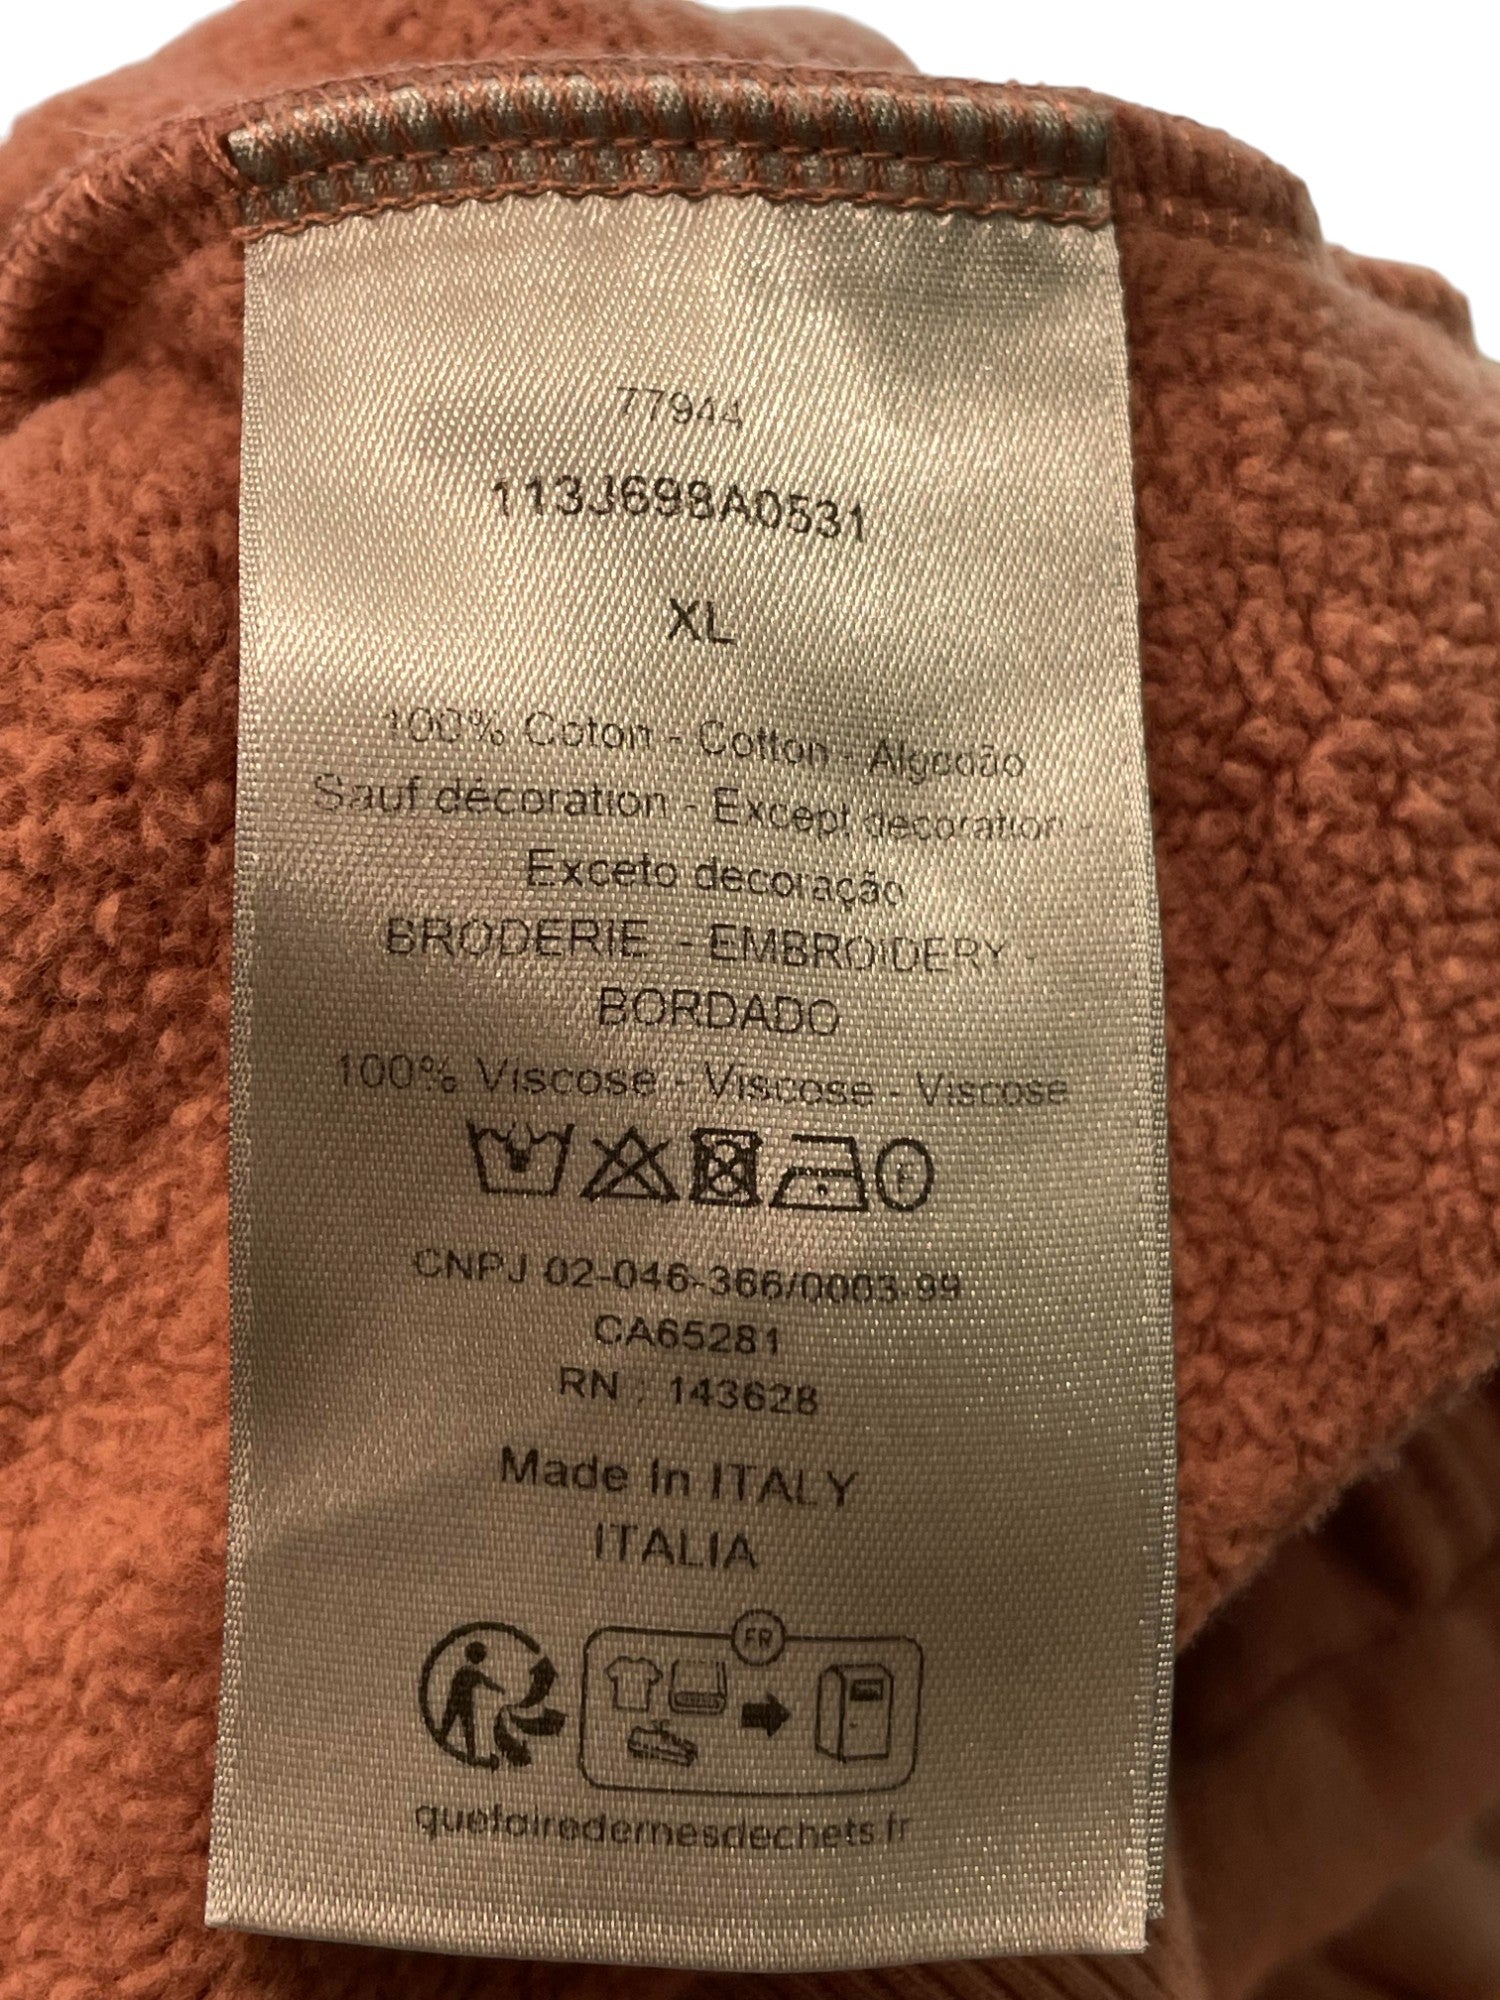 77944
113J698A0531
XL
100% Coton - Cotton - Algodão
Sauf décoration - Except decoration -
Exceto decoração
BRODERIE - EMBROIDERY -
BORDADO
100% Viscose - Viscose - Viscose
F
CNPJ 02-046-366/0003-99
CA65281
RN : 143628
Made In ITALY
ITALIA
FR
quefairedemesdechets.fr